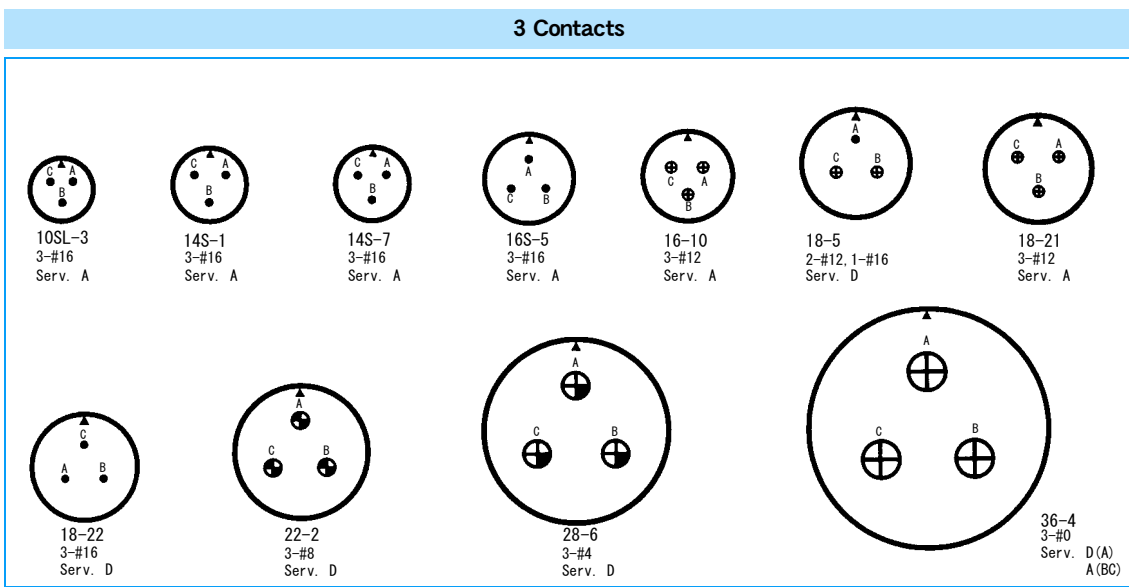 3 Contacts
C A
B
10SL-3
3-#16
Serv. A
C A
B
14S-1
3-#16
Serv. A
C A
B
14S-7
3-#16
Serv. A
A
C B
16S-5
3-#16
Serv. A
C A
B
16-10
3-#12
Serv. A
A
C B
18-5
2-#12, 1-#16
Serv. D
C A
B
18-21
3-#12
Serv. A
C
A B
18-22
3-#16
Serv. D
A
C B
22-2
3-#8
Serv. D
A
C B
28-6
3-#4
Serv. D
A
C B
36-4
3-#0
Serv. D(A)
A(BC)